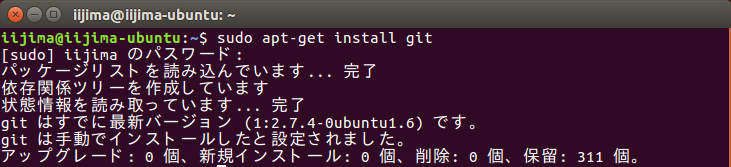 iijima@iijima-ubuntu: ~
iijima@iijima-ubuntu:~$ sudo apt-get install git
[sudo] iijima のパスワード:
パッケージリストを読み込んでいます... 完了
依存関係ツリーを作成しています
状態情報を読み取っています... 完了
git はすでに最新バージョン (1:2.7.4-0ubuntu1.6) です。
git は手動でインストールしたと設定されました。
アップグレード: 0 個、新規インストール: 0 個、削除: 0 個、保留: 311 個。